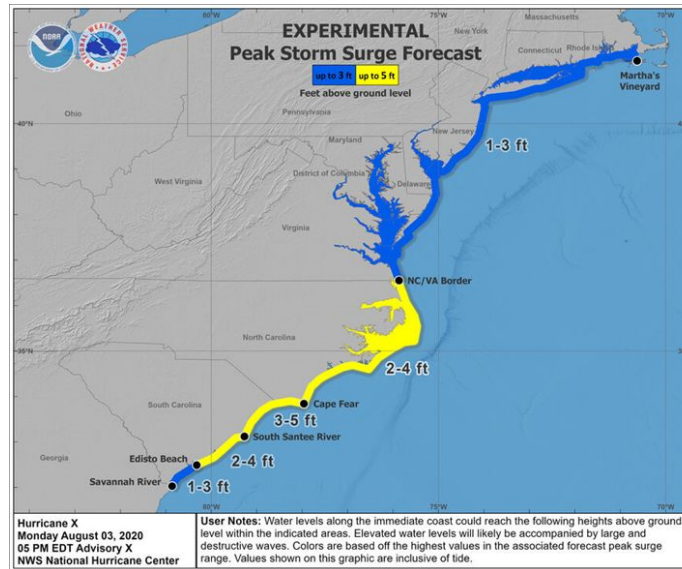 EXPERIMENTAL
Peak Storm Surge Forecast
up to 3 ft up to 5 ft
Feet above ground level
NOAA
NATIONAL WEATHER SERVICE
80°W
75°W
70°W
New York
Massachusetts
Connecticut
Rhode Island
Martha's
Vineyard
40°N
Ohio
Pennsylvania
New Jersey
1-3 ft
Maryland
District of Columbia
Delaware
West Virginia
Virginia
NC/VA Border
North Carolina
35°N
2-4 ft
South Carolina
Cape Fear
3-5 ft
South Santee River
Georgia
Edisto Beach
2-4 ft
Savannah River
1-3 ft
80°W
75°W
70°W
Hurricane X
Monday August 03, 2020
05 PM EDT Advisory X
NWS National Hurricane Center
User Notes: Water levels along the immediate coast could reach the following heights above ground
level within the indicated areas. Elevated water levels will likely be accompanied by large and
destructive waves. Colors are based off the highest values in the associated forecast peak surge
range. Values shown on this graphic are inclusive of tide.